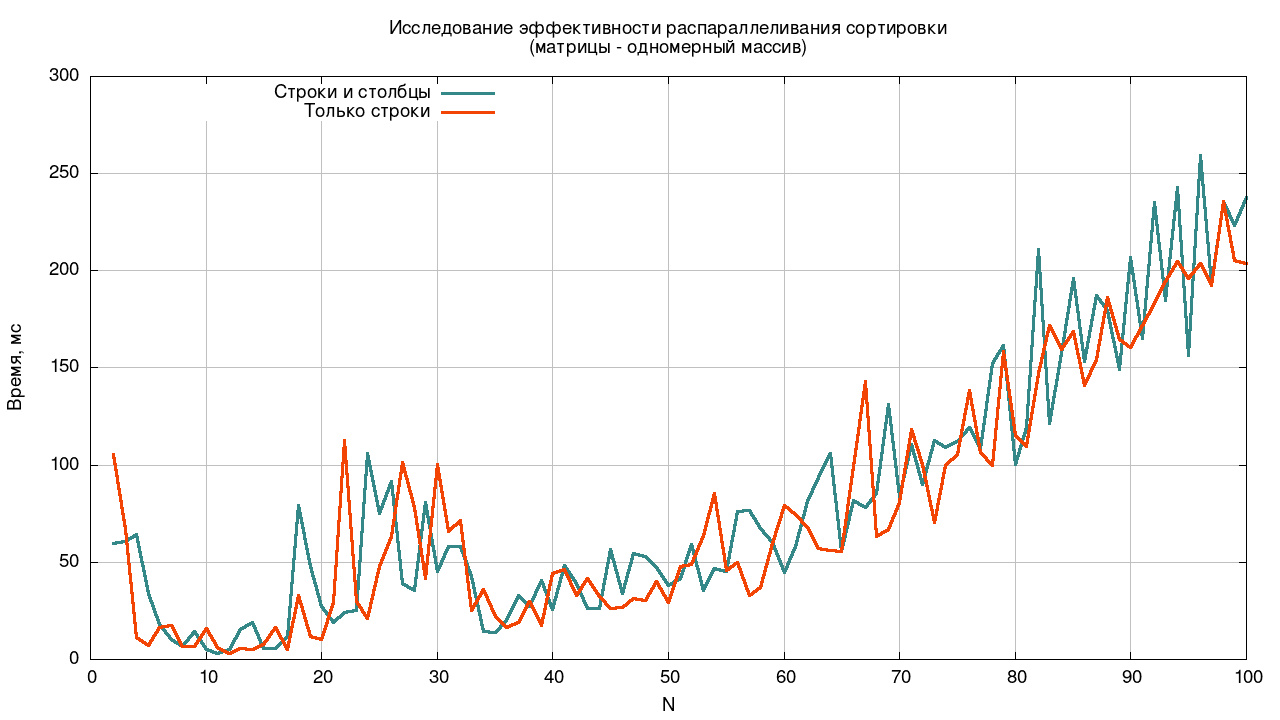 Исследование эффективности распараллеливания сортировки
(матрицы - одномерный массив)
300
250
200
150
100
50
0
Время, мс
Строки и столбцы
Только строки
0 10 20 30 40 50 60 70 80 90 100
N